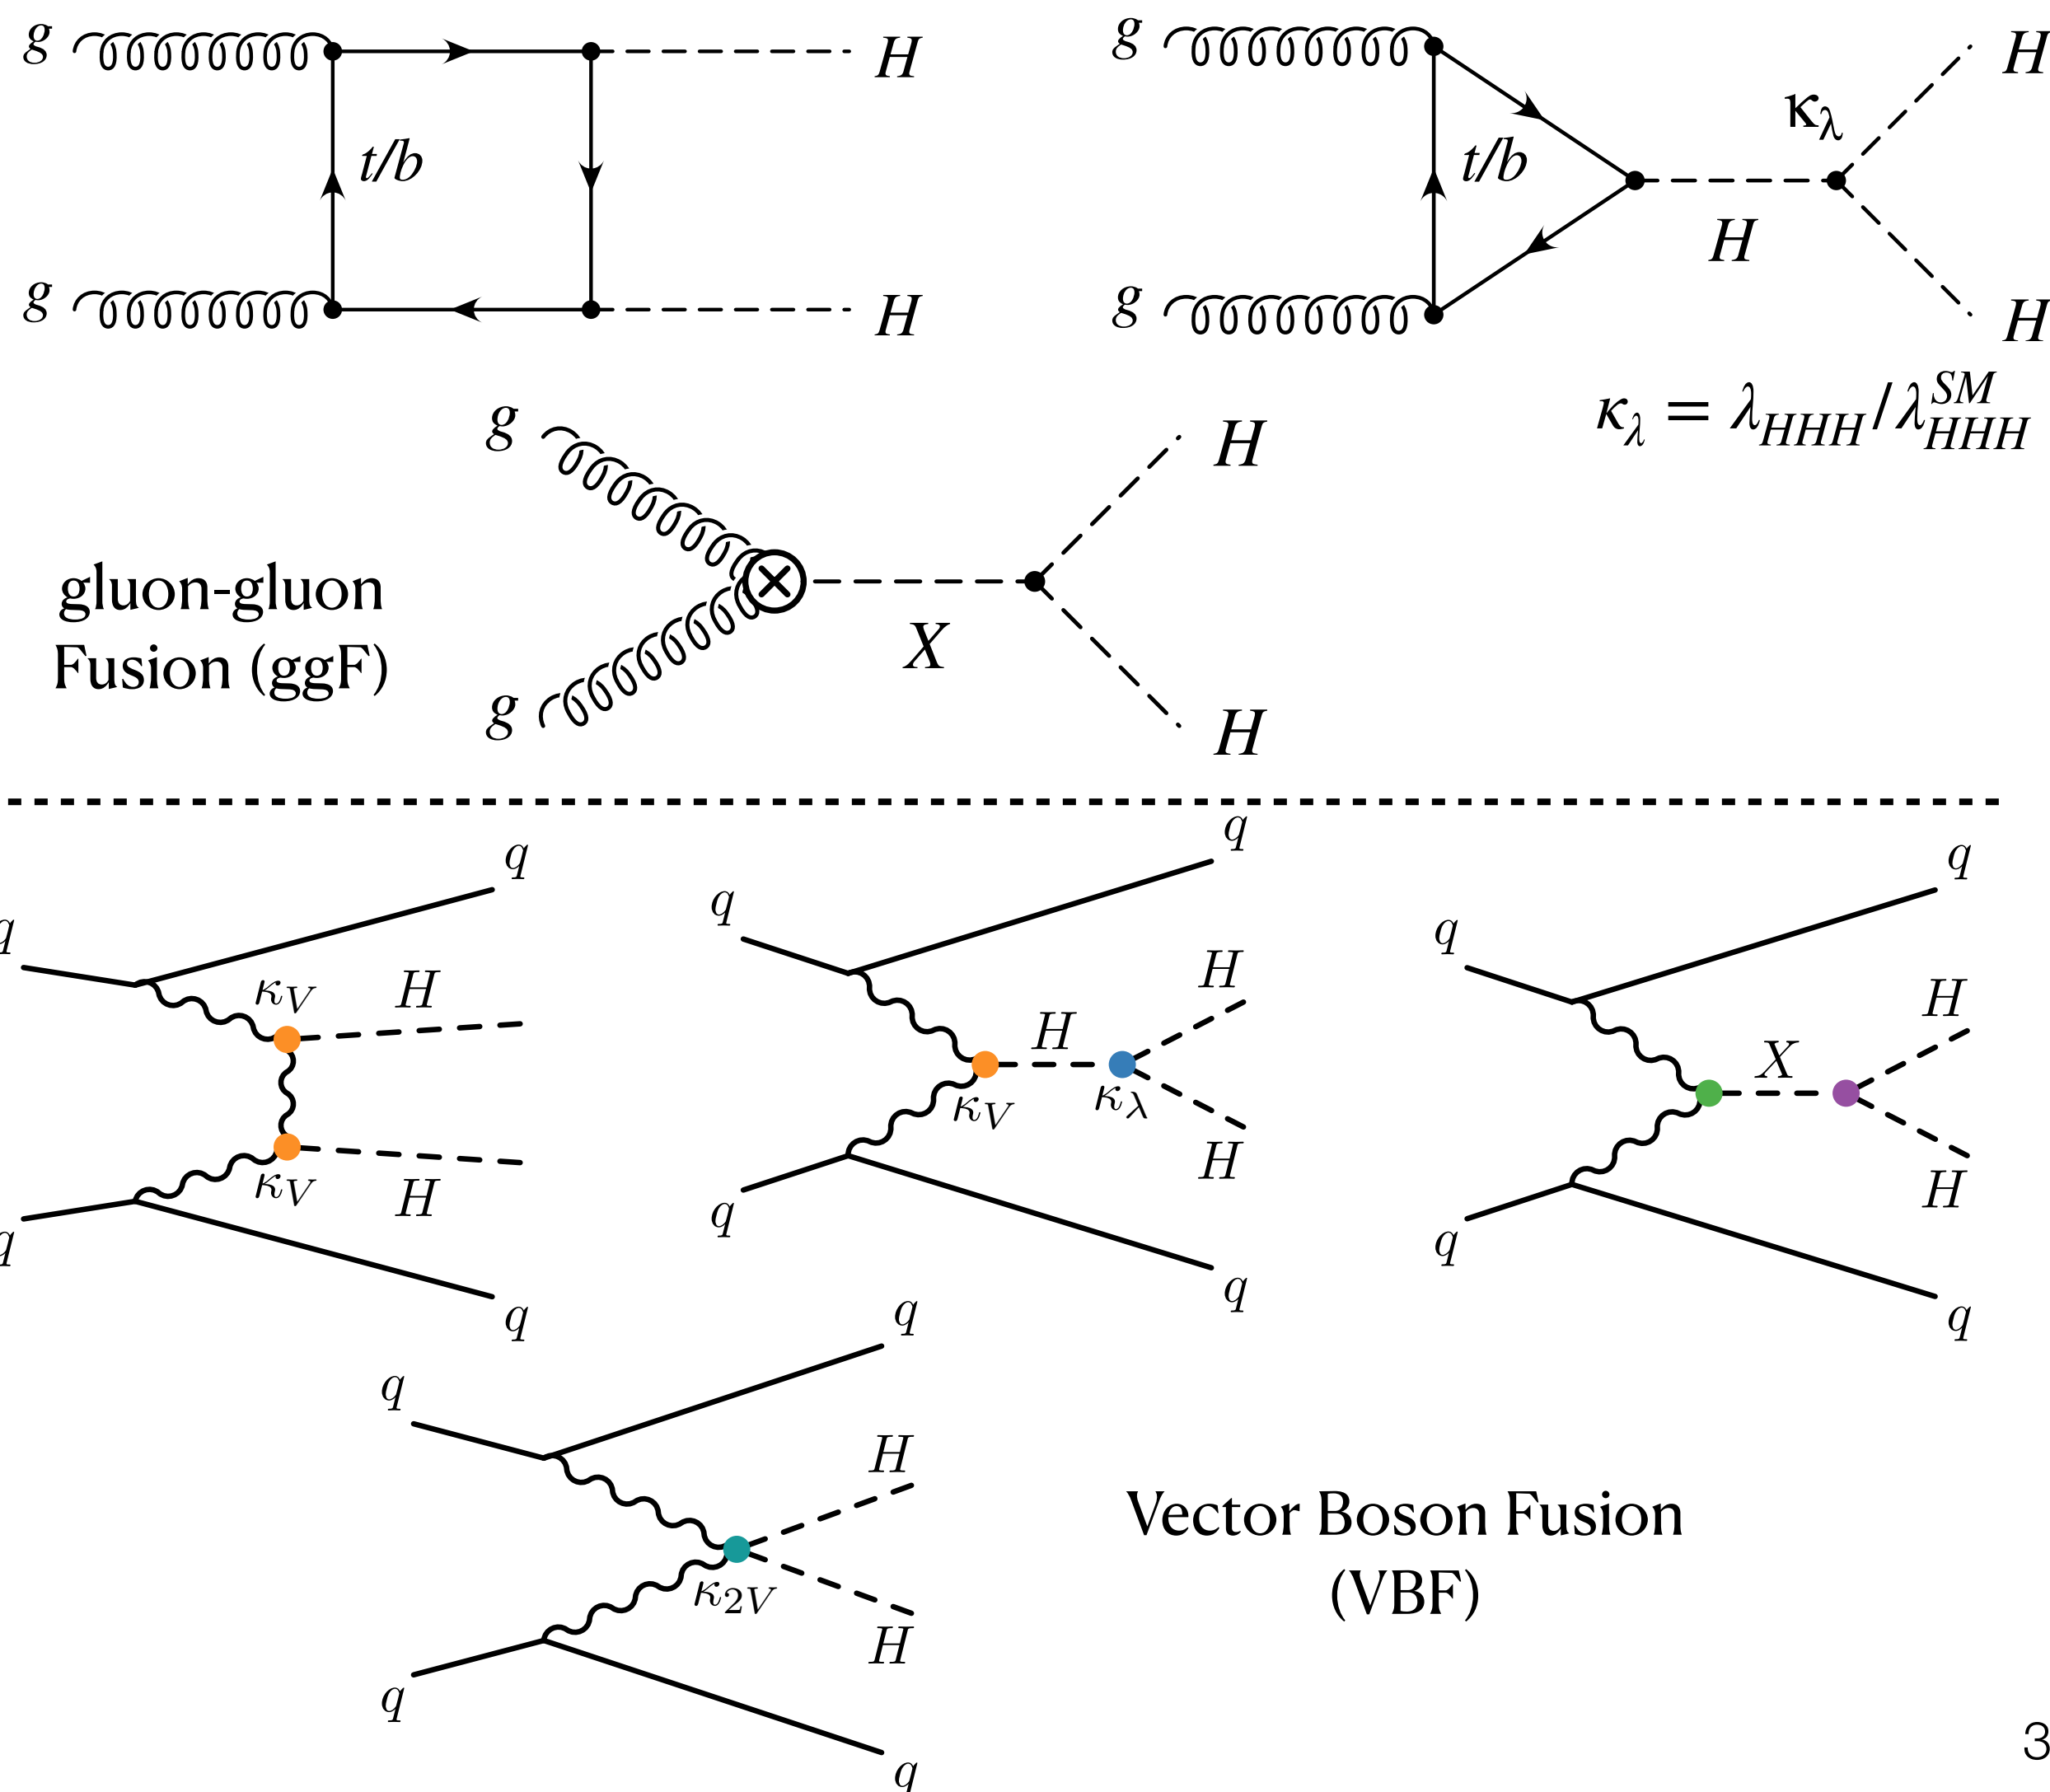 g
H
t/b
g
H
g
H
κλ
t/b
H
g
H
κλ = λHHH/λSMHHH
g
H
X
g
H
gluon-gluon
Fusion (ggF)
q
q
κV
H
κV
H
q
q
q
q
H
H
κV
κλ
H
q
q
q
q
H
X
H
q
q
q
q
H
κ2V
H
q
q
Vector Boson Fusion
(VBF)
3